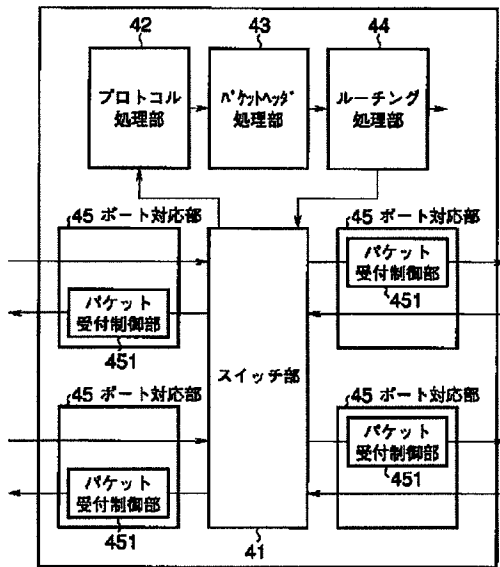 42
43
44
プロトコル
処理部
パケットヘッダ
処理部
ルーチング
処理部
45 ポート対応部
パケット
受付制御部
451
45 ポート対応部
パケット
受付制御部
451
スイッチ部
45 ポート対応部
パケット
受付制御部
451
45 ポート対応部
パケット
受付制御部
451
41